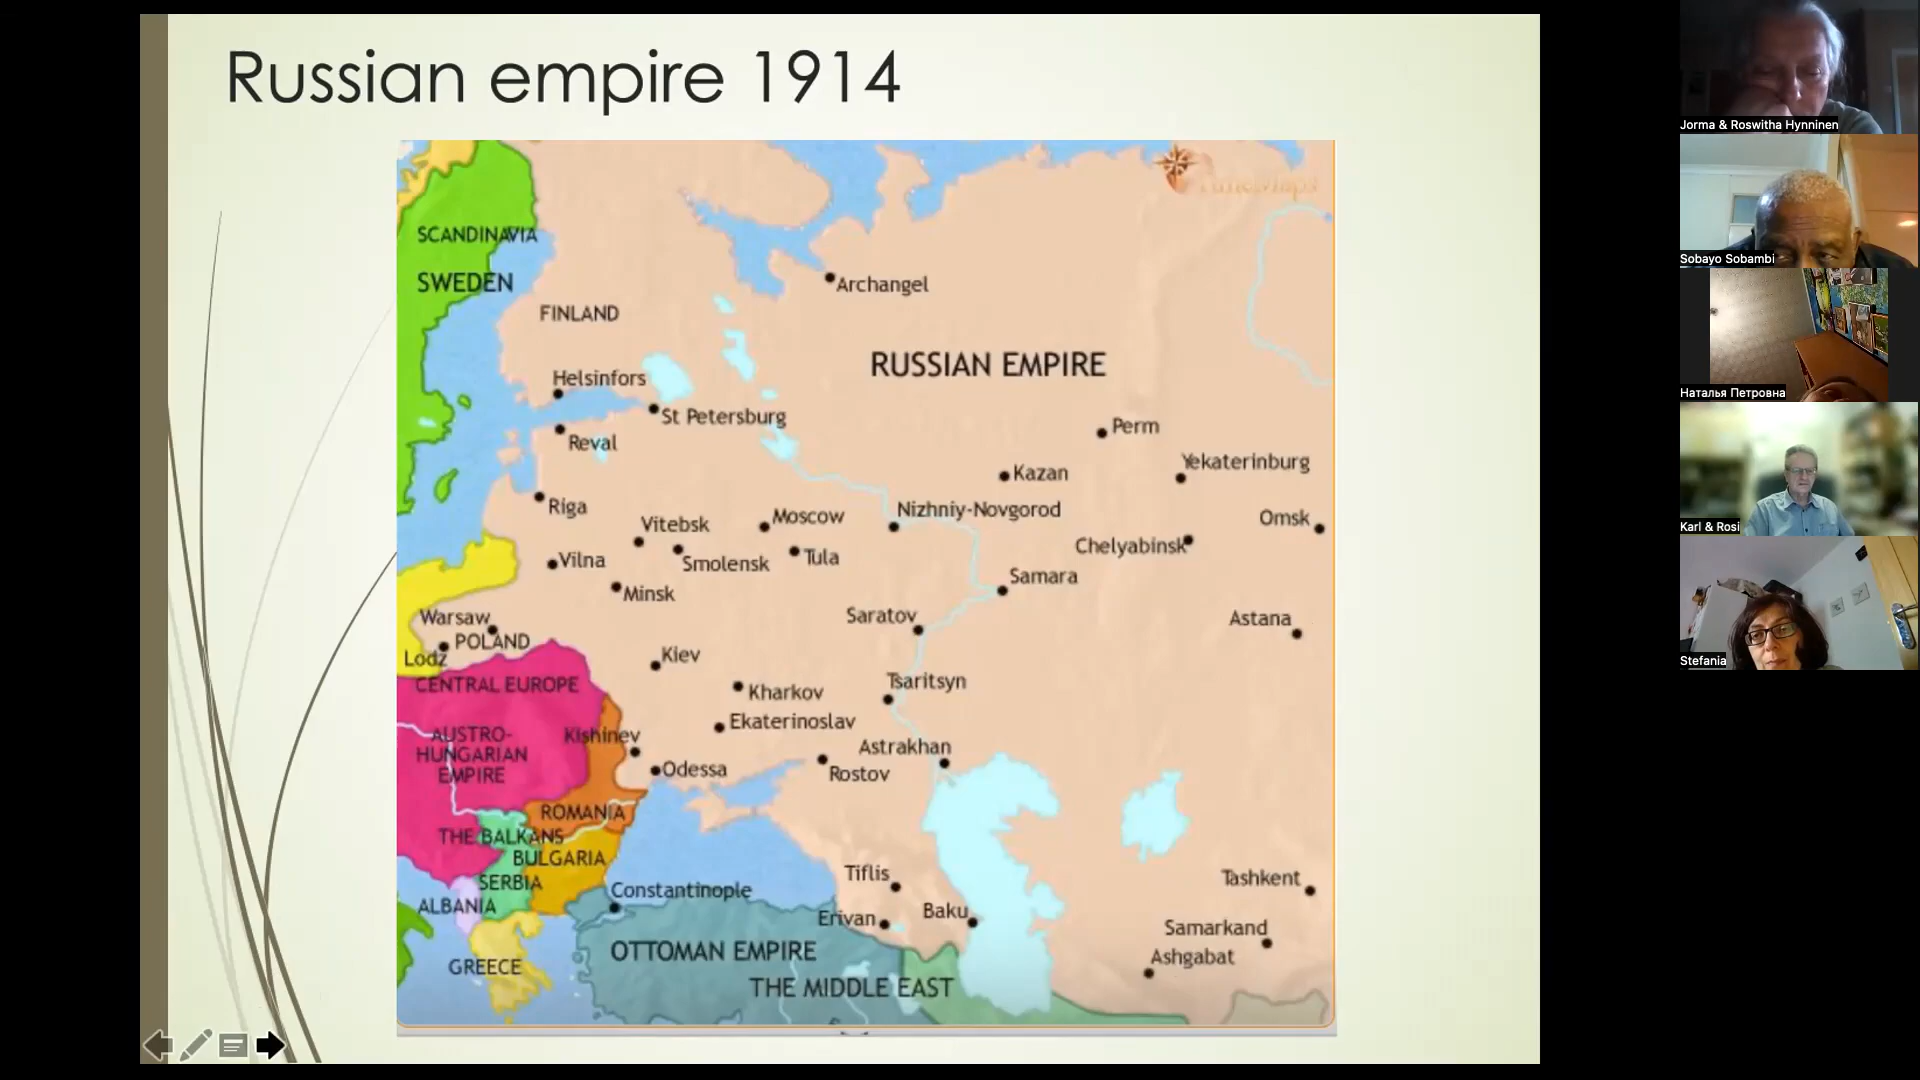 Russian empire 1914
TimeMaps
SCANDINAVIA
SWEDEN
FINLAND
Archangel
RUSSIAN EMPIRE
Helsinfors
St Petersburg
Reval
Perm
Kazan
Yekaterinburg
Riga
Vitebsk
Moscow
Nizhniy-Novgorod
Omsk
Vilna
Smolensk
Tula
Chelyabinsk
Minsk
Samara
Warsaw
POLAND
Lodz
Saratov
Astana
CENTRAL EUROPE
Kiev
Kharkov
Tsaritsyn
AUSTRO-
HUNGARIAN
EMPIRE
Kishinev
Ekaterinoslav
Astrakhan
Odessa
Rostov
ROMANIA
THE BALKANS
BULGARIA
SERBIA
ALBANIA
GREECE
Constantinople
Tiflis
Erivan
Baku
Tashkent
Samarkand
Ashgabat
OTTOMAN EMPIRE
THE MIDDLE EAST
Jorma & Roswitha Hynninen
Sobayo Sobambi
Наталья Петровна
Karl & Rosi
Stefania